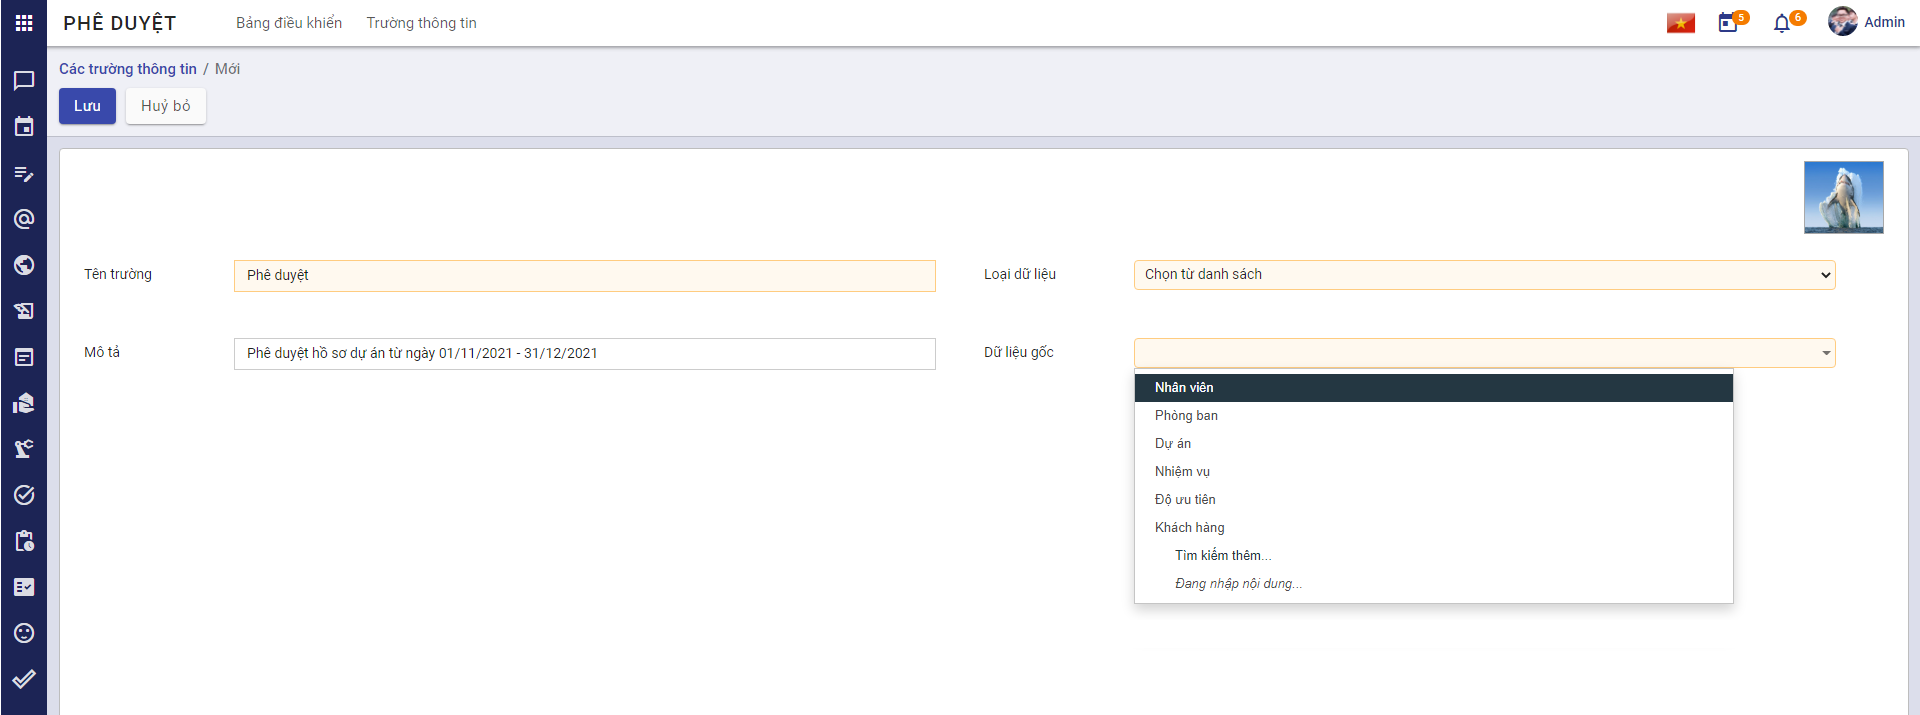 PHÊ DUYỆT
Bảng điều khiển
Trường thông tin
5
6
Admin
Các trường thông tin / Mới
Lưu
Huỷ bỏ
Tên trường
Phê duyệt
Loại dữ liệu
Chọn từ danh sách
Mô tả
Phê duyệt hồ sơ dự án từ ngày 01/11/2021 - 31/12/2021
Dữ liệu gốc
Nhân viên
Phòng ban
Dự án
Nhiệm vụ
Độ ưu tiên
Khách hàng
Tìm kiếm thêm...
Đang nhập nội dung...